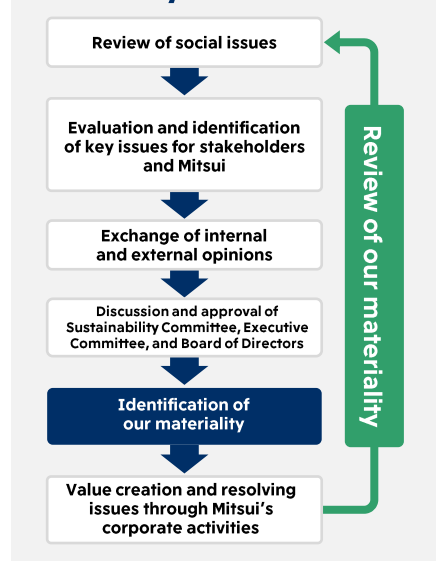 Review of social issues
Evaluation and identification
of key issues for stakeholders
and Mitsui
Exchange of internal
and external opinions
Discussion and approval of
Sustainability Committee, Executive
Committee, and Board of Directors
Identification of
our materiality
Value creation and resolving
issues through Mitsui's
corporate activities
Review of our materiality